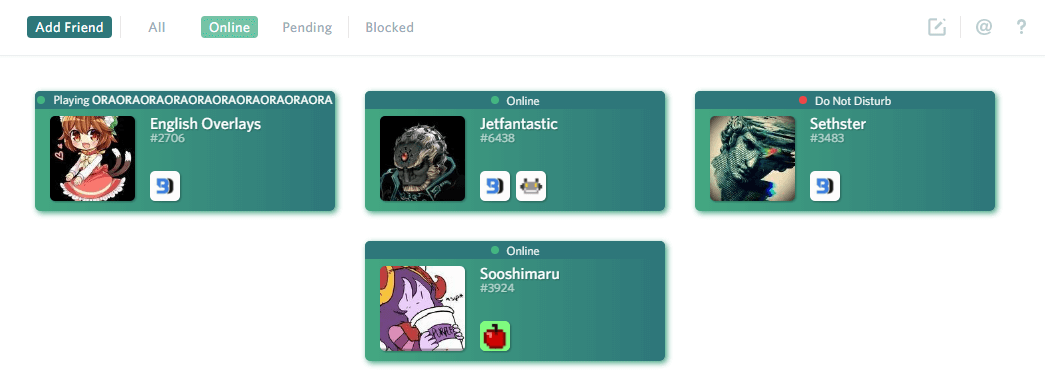 Add Friend
All
Online
Pending
Blocked
@
?
Playing ORAORAORAORAORAORAORAORAORAORA
English Overlays
#2706
Online
Jetfantastic
#6438
Do Not Disturb
Sethster
#3483
Online
Sooshimaru
#3924
PURPLE